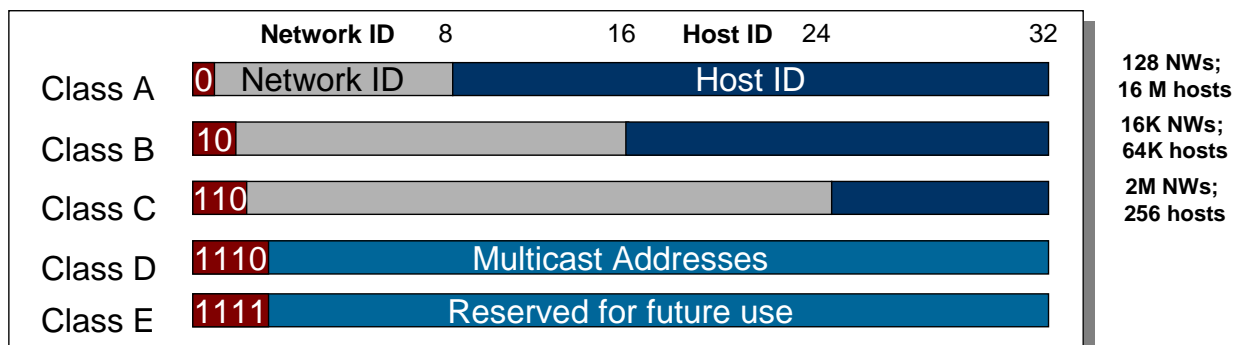 Network ID 8 16 Host ID 24 32
Class A 0 Network ID Host ID 128 NWs;
16 M hosts
Class B 10 16K NWs;
64K hosts
Class C 110 2M NWs;
256 hosts
Class D 1110 Multicast Addresses
Class E 1111 Reserved for future use